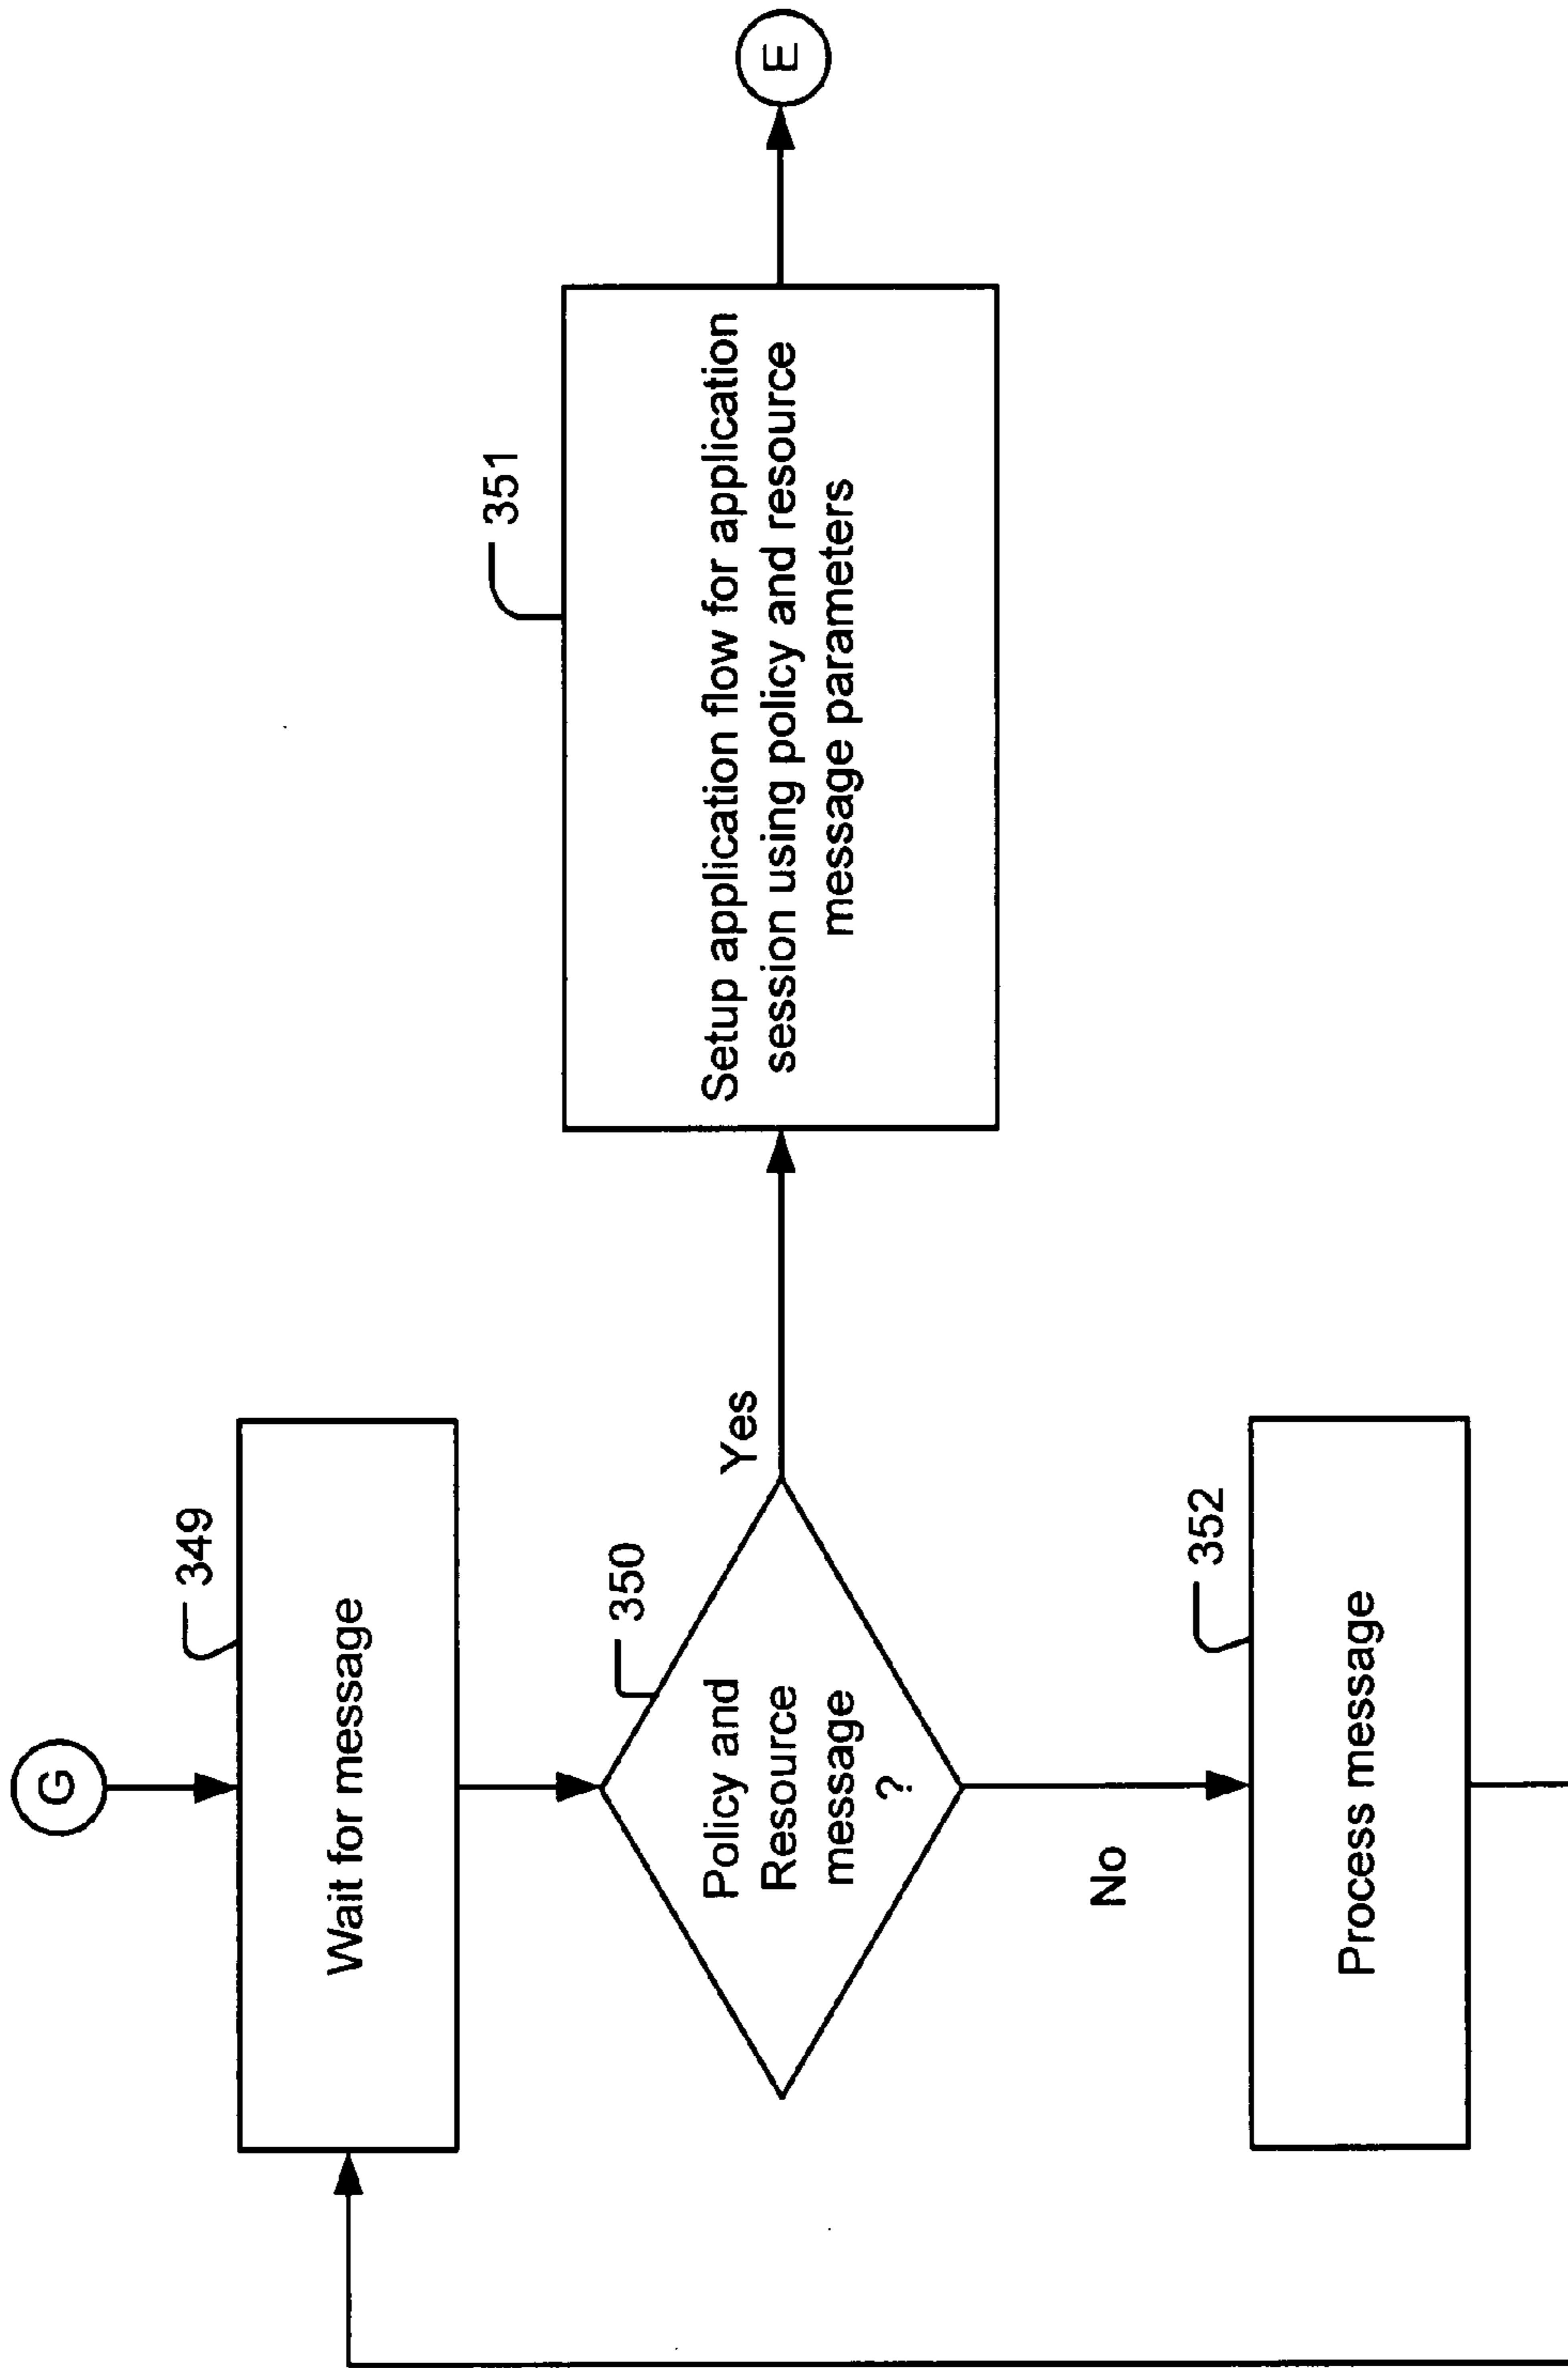 G
349
Wait for message
350
Policy and
Resource
message
?
Yes
351
Setup application flow for application
session using policy and resource
message parameters
E
No
352
Process message